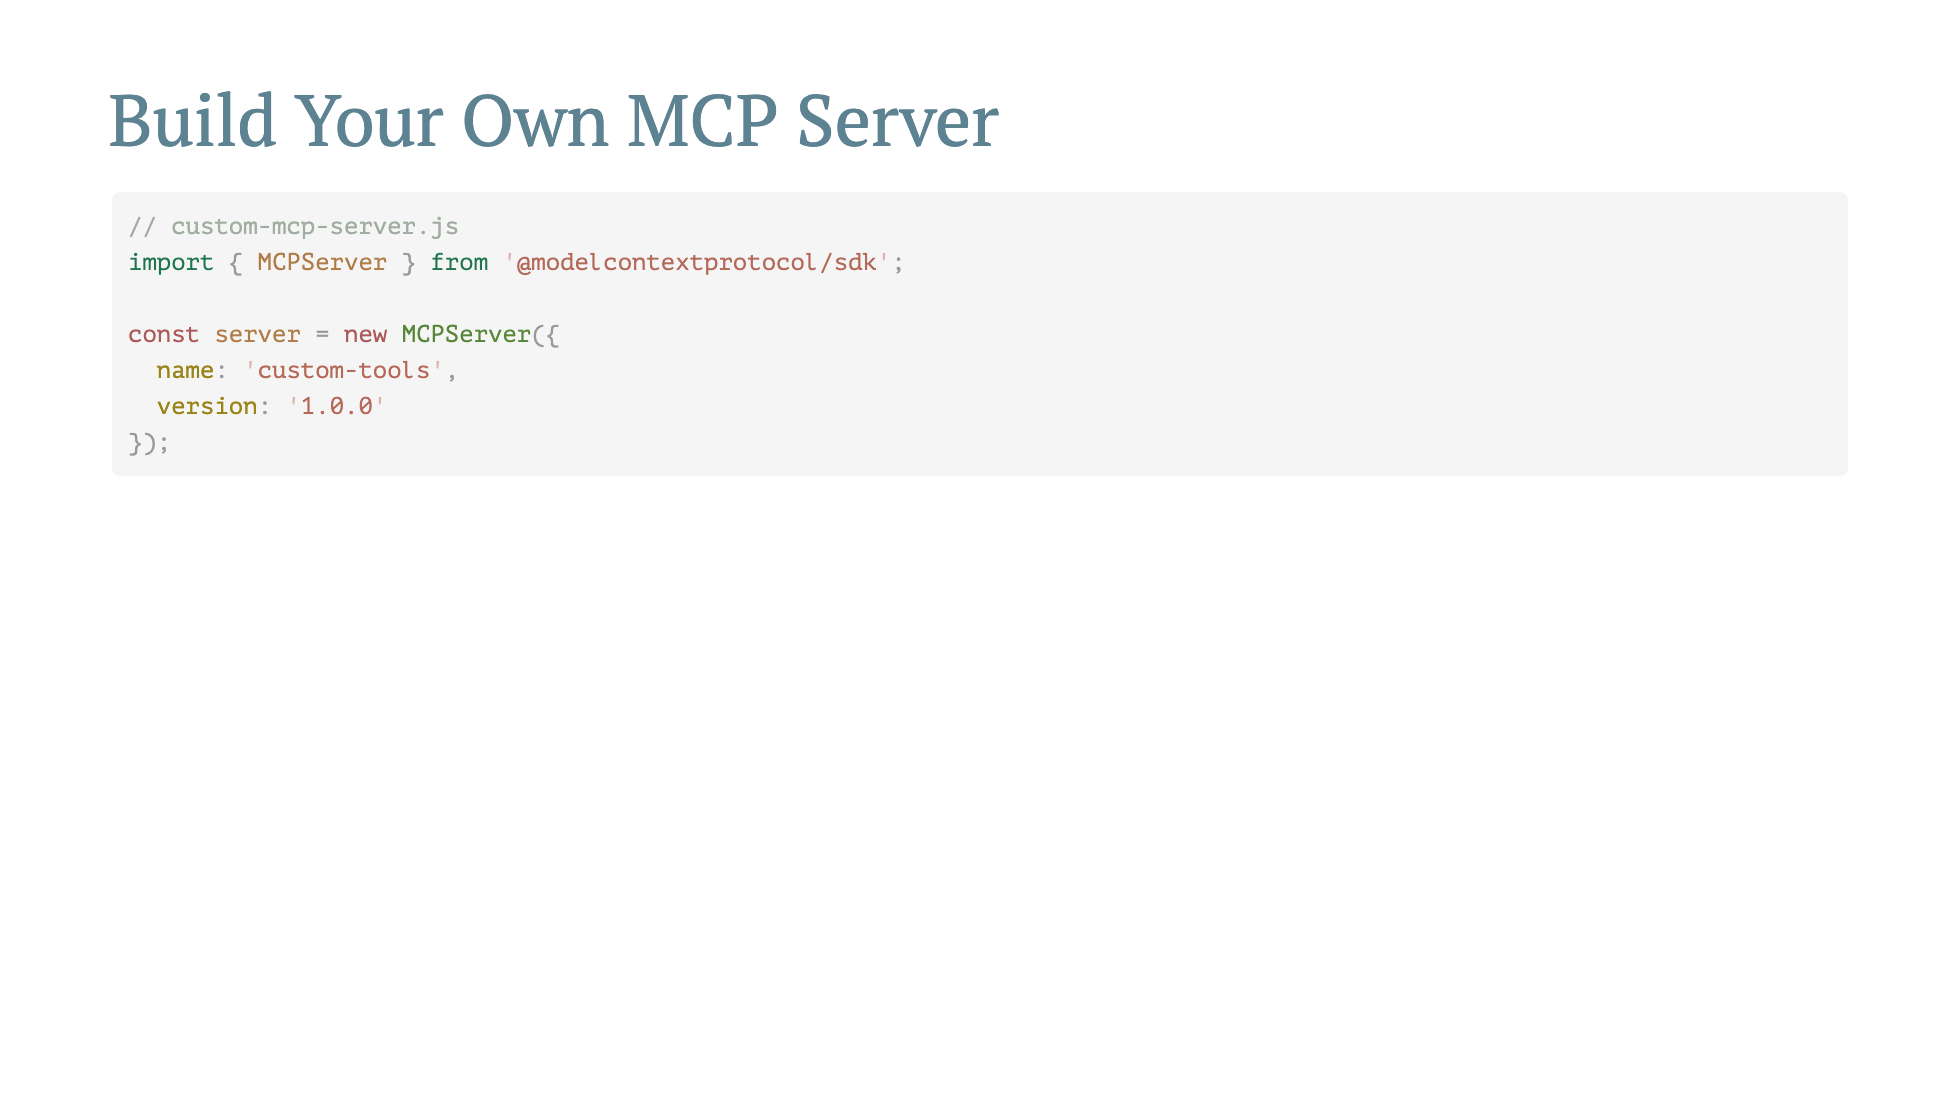 Build Your Own MCP Server
// custom-mcp-server.js
import { MCPServer } from '@modelcontextprotocol/sdk';
const server = new MCPServer({
  name: 'custom-tools',
  version: '1.0.0'
});